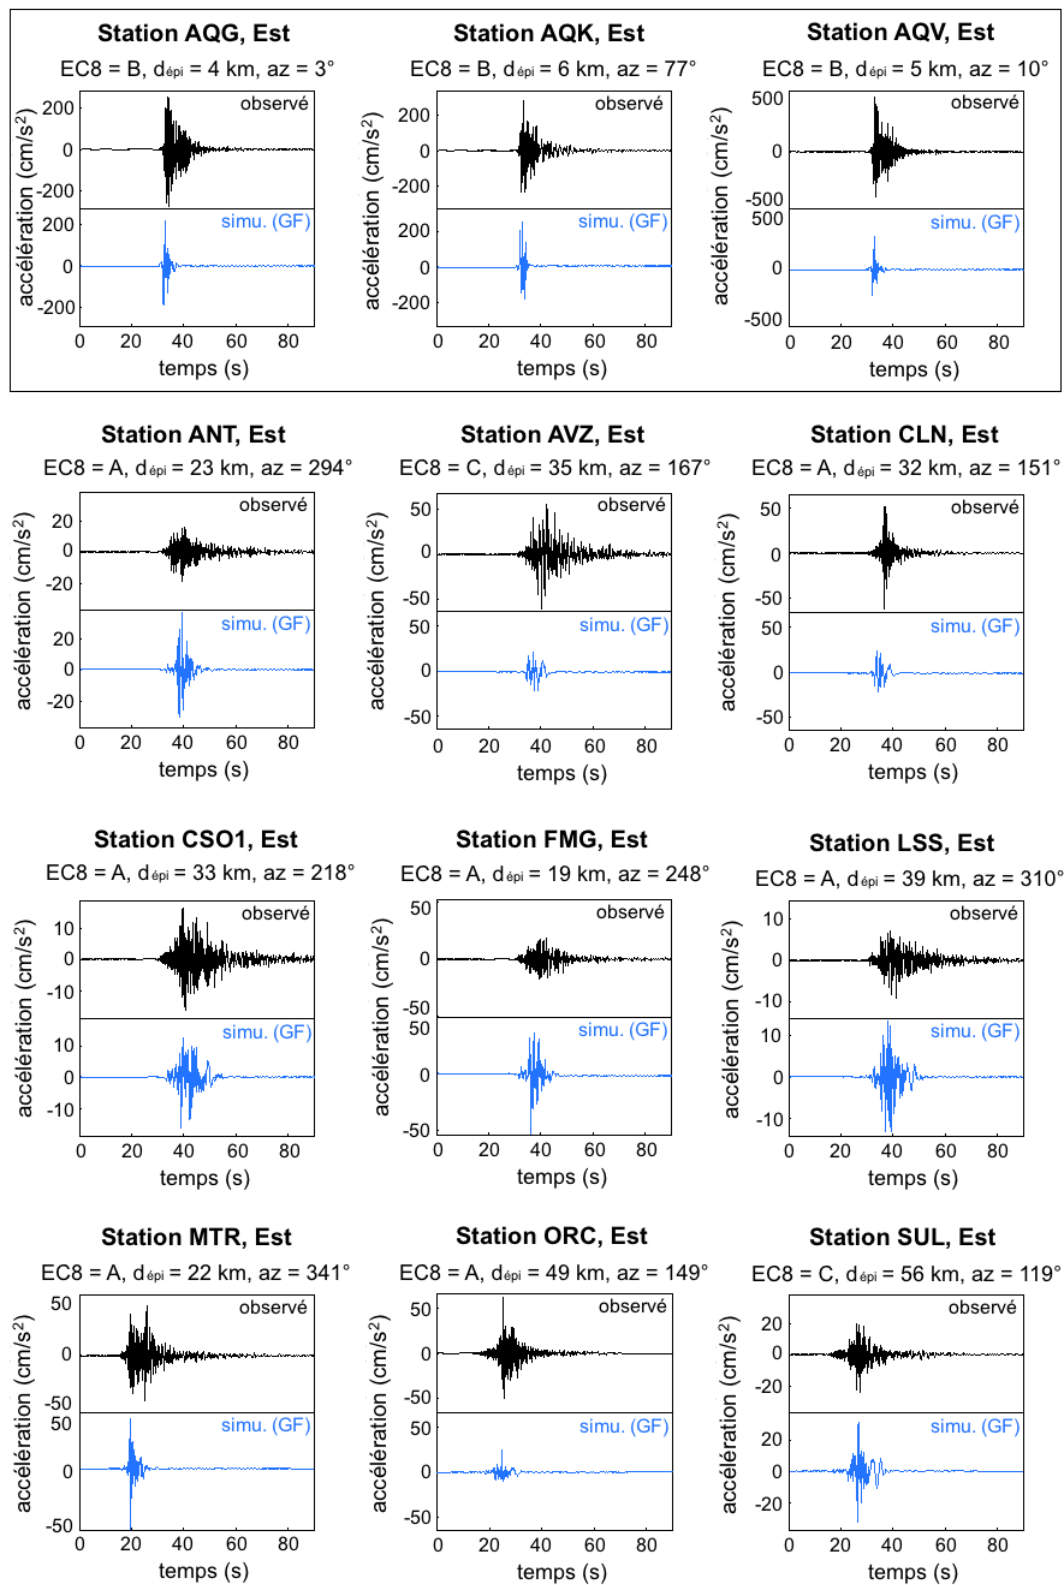 Station AQG, Est
EC8 = B, dépi = 4 km, az = 3°
accélération (cm/s²)
200
0
-200
observé
200
0
-200
simu. (GF)
0 20 40 60 80
temps (s)
Station AQK, Est
EC8 = B, dépi = 6 km, az = 77°
accélération (cm/s²)
200
0
-200
observé
200
0
-200
simu. (GF)
0 20 40 60 80
temps (s)
Station AQV, Est
EC8 = B, dépi = 5 km, az = 10°
accélération (cm/s²)
500
0
-500
observé
500
0
-500
simu. (GF)
0 20 40 60 80
temps (s)
Station ANT, Est
EC8 = A, dépi = 23 km, az = 294°
accélération (cm/s²)
20
0
-20
observé
20
0
-20
simu. (GF)
0 20 40 60 80
temps (s)
Station AVZ, Est
EC8 = C, dépi = 35 km, az = 167°
accélération (cm/s²)
50
0
-50
observé
50
0
-50
simu. (GF)
0 20 40 60 80
temps (s)
Station CLN, Est
EC8 = A, dépi = 32 km, az = 151°
accélération (cm/s²)
50
0
-50
observé
50
0
-50
simu. (GF)
0 20 40 60 80
temps (s)
Station CSO1, Est
EC8 = A, dépi = 33 km, az = 218°
accélération (cm/s²)
10
0
-10
observé
10
0
-10
simu. (GF)
0 20 40 60 80
temps (s)
Station FMG, Est
EC8 = A, dépi = 19 km, az = 248°
accélération (cm/s²)
50
0
-50
observé
50
0
-50
simu. (GF)
0 20 40 60 80
temps (s)
Station LSS, Est
EC8 = A, dépi = 39 km, az = 310°
accélération (cm/s²)
10
0
-10
observé
10
0
-10
simu. (GF)
0 20 40 60 80
temps (s)
Station MTR, Est
EC8 = A, dépi = 22 km, az = 341°
accélération (cm/s²)
50
0
-50
observé
50
0
-50
simu. (GF)
0 20 40 60 80
temps (s)
Station ORC, Est
EC8 = A, dépi = 49 km, az = 149°
accélération (cm/s²)
50
0
-50
observé
50
0
-50
simu. (GF)
0 20 40 60 80
temps (s)
Station SUL, Est
EC8 = C, dépi = 56 km, az = 119°
accélération (cm/s²)
20
0
-20
observé
20
0
-20
simu. (GF)
0 20 40 60 80
temps (s)